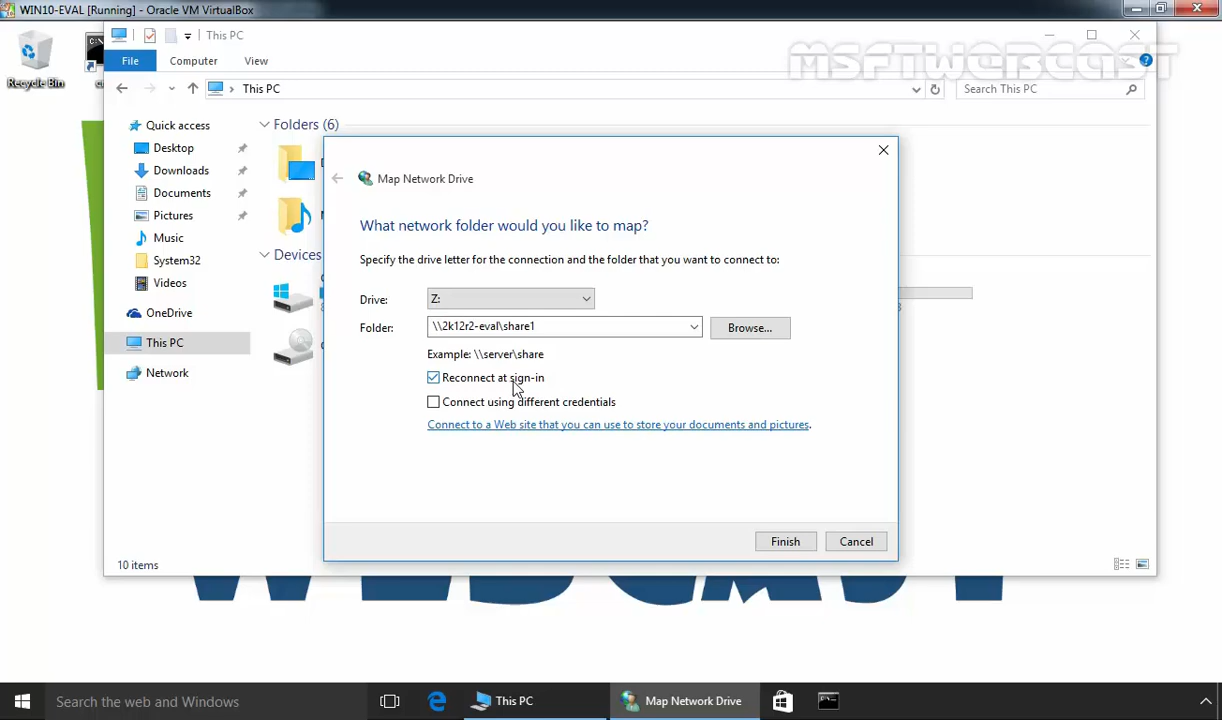 WIN10-EVAL [Running] - Oracle VM VirtualBox
Recycle Bin
This PC
MSFTWEBCAST
File
Computer
View
This PC
Search This PC
Quick access
Desktop
Downloads
Documents
Pictures
Music
System32
Videos
OneDrive
This PC
Network
Folders (6)
Devices
Map Network Drive
What network folder would you like to map?
Specify the drive letter for the connection and the folder that you want to connect to:
Drive: Z:
Folder: \\2k12r2-eval\share1 Browse...
Example: \\server\share
Reconnect at sign-in
Connect using different credentials
Connect to a Web site that you can use to store your documents and pictures.
Finish Cancel
10 items
Search the web and Windows
This PC
Map Network Drive